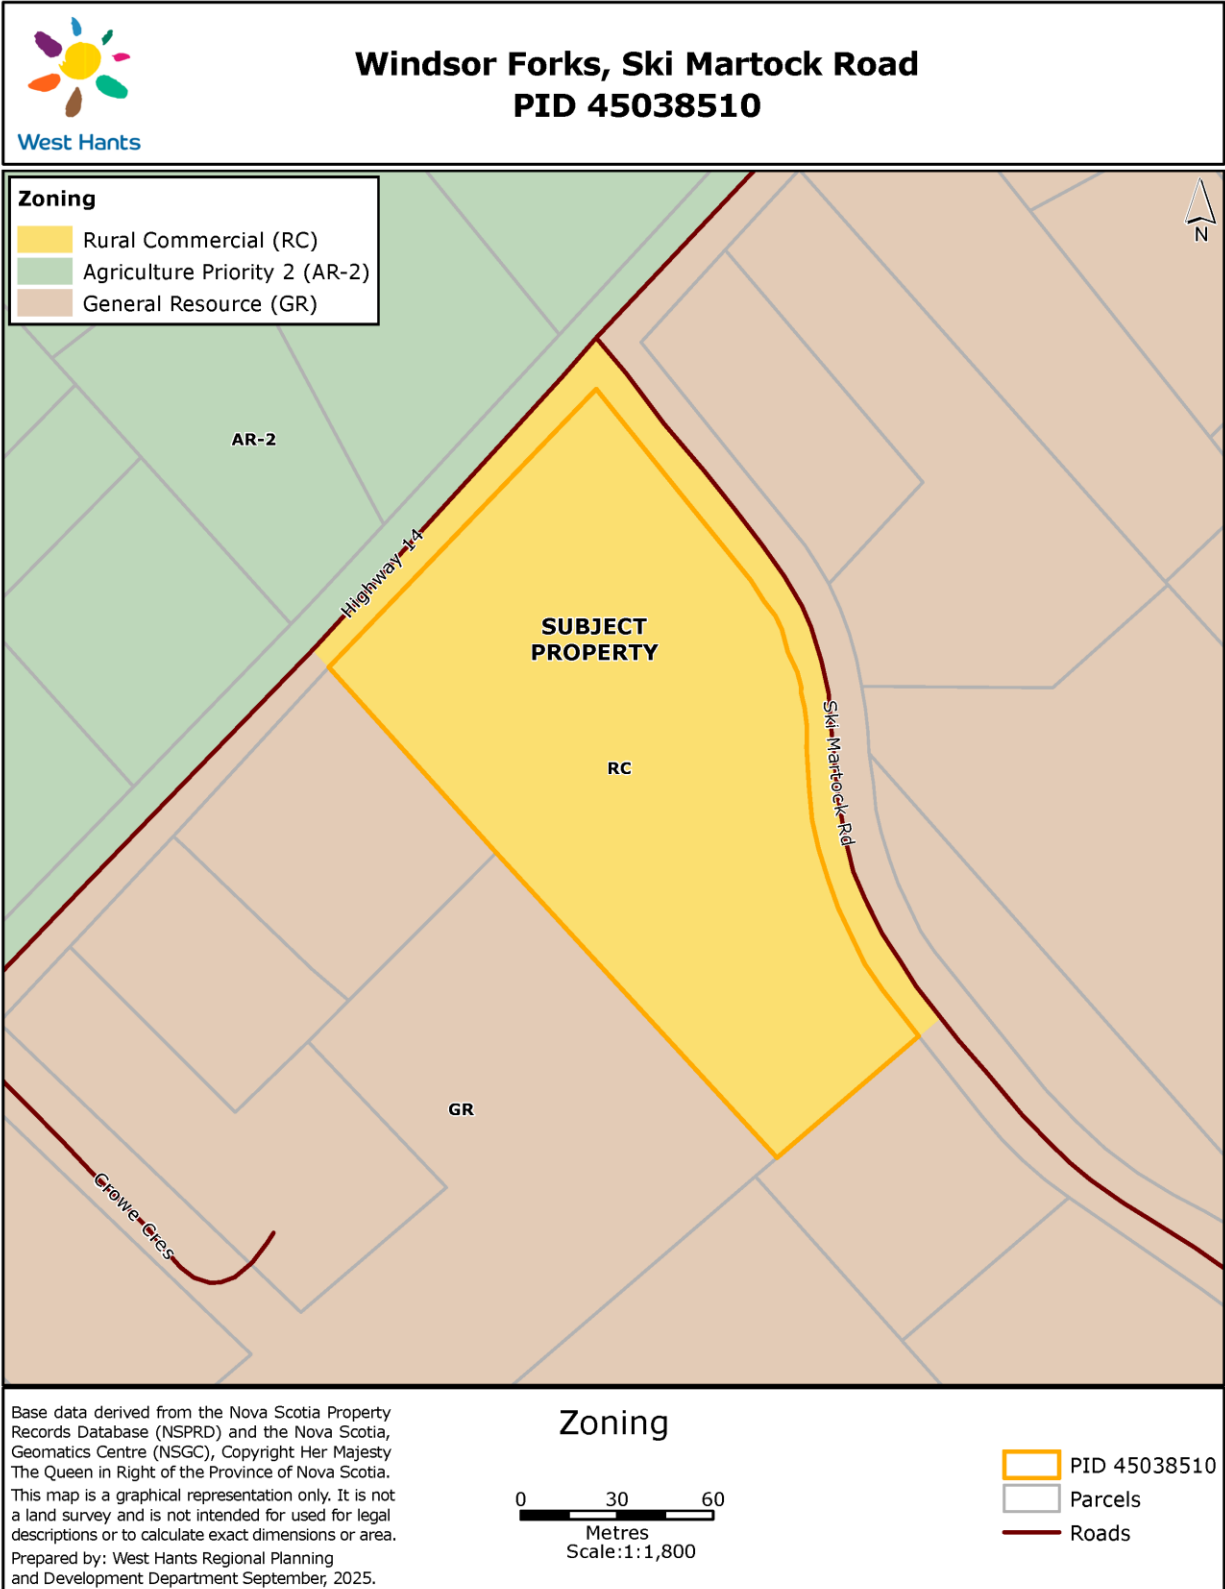 Windsor Forks, Ski Martock Road
PID 45038510
West Hants
Zoning
Rural Commercial (RC)
Agriculture Priority 2 (AR-2)
General Resource (GR)
N
AR-2
Highway 14
SUBJECT
PROPERTY
RC
Ski Martock Rd
GR
Crowe Cres
Base data derived from the Nova Scotia Property
Records Database (NSPRD) and the Nova Scotia,
Geomatics Centre (NSGC), Copyright Her Majesty
The Queen in Right of the Province of Nova Scotia.
This map is a graphical representation only. It is not
a land survey and is not intended for used for legal
descriptions or to calculate exact dimensions or area.
Prepared by: West Hants Regional Planning
and Development Department September, 2025.
Zoning
0 30 60
Metres
Scale:1:1,800
PID 45038510
Parcels
Roads